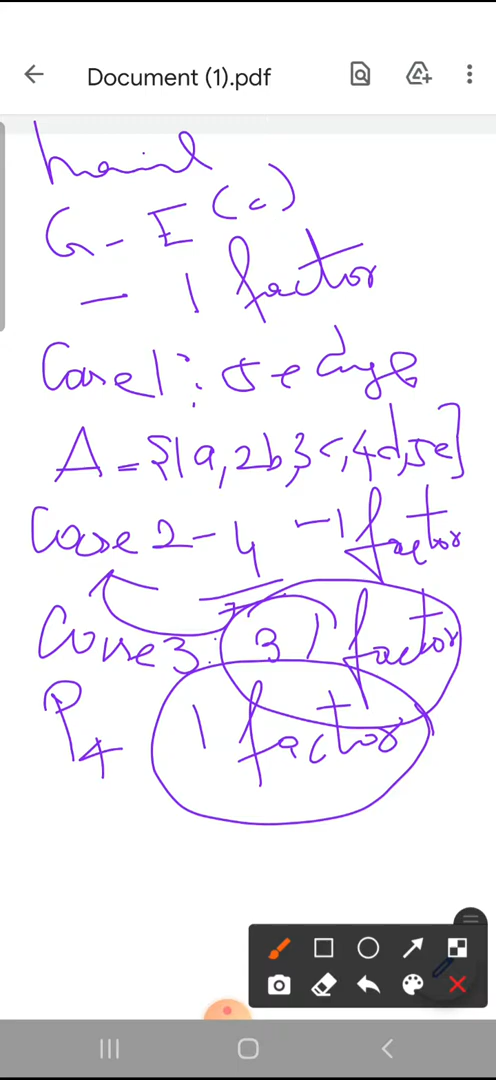 Document (1).pdf
G - E(c)
- 1 factor
Case 1: 5 edge
A = {1a, 2b, 3c, 4d, 5e}
Case 2 - 4 - 1 factor
Case 3: 3 1 factor
P4 1 factor